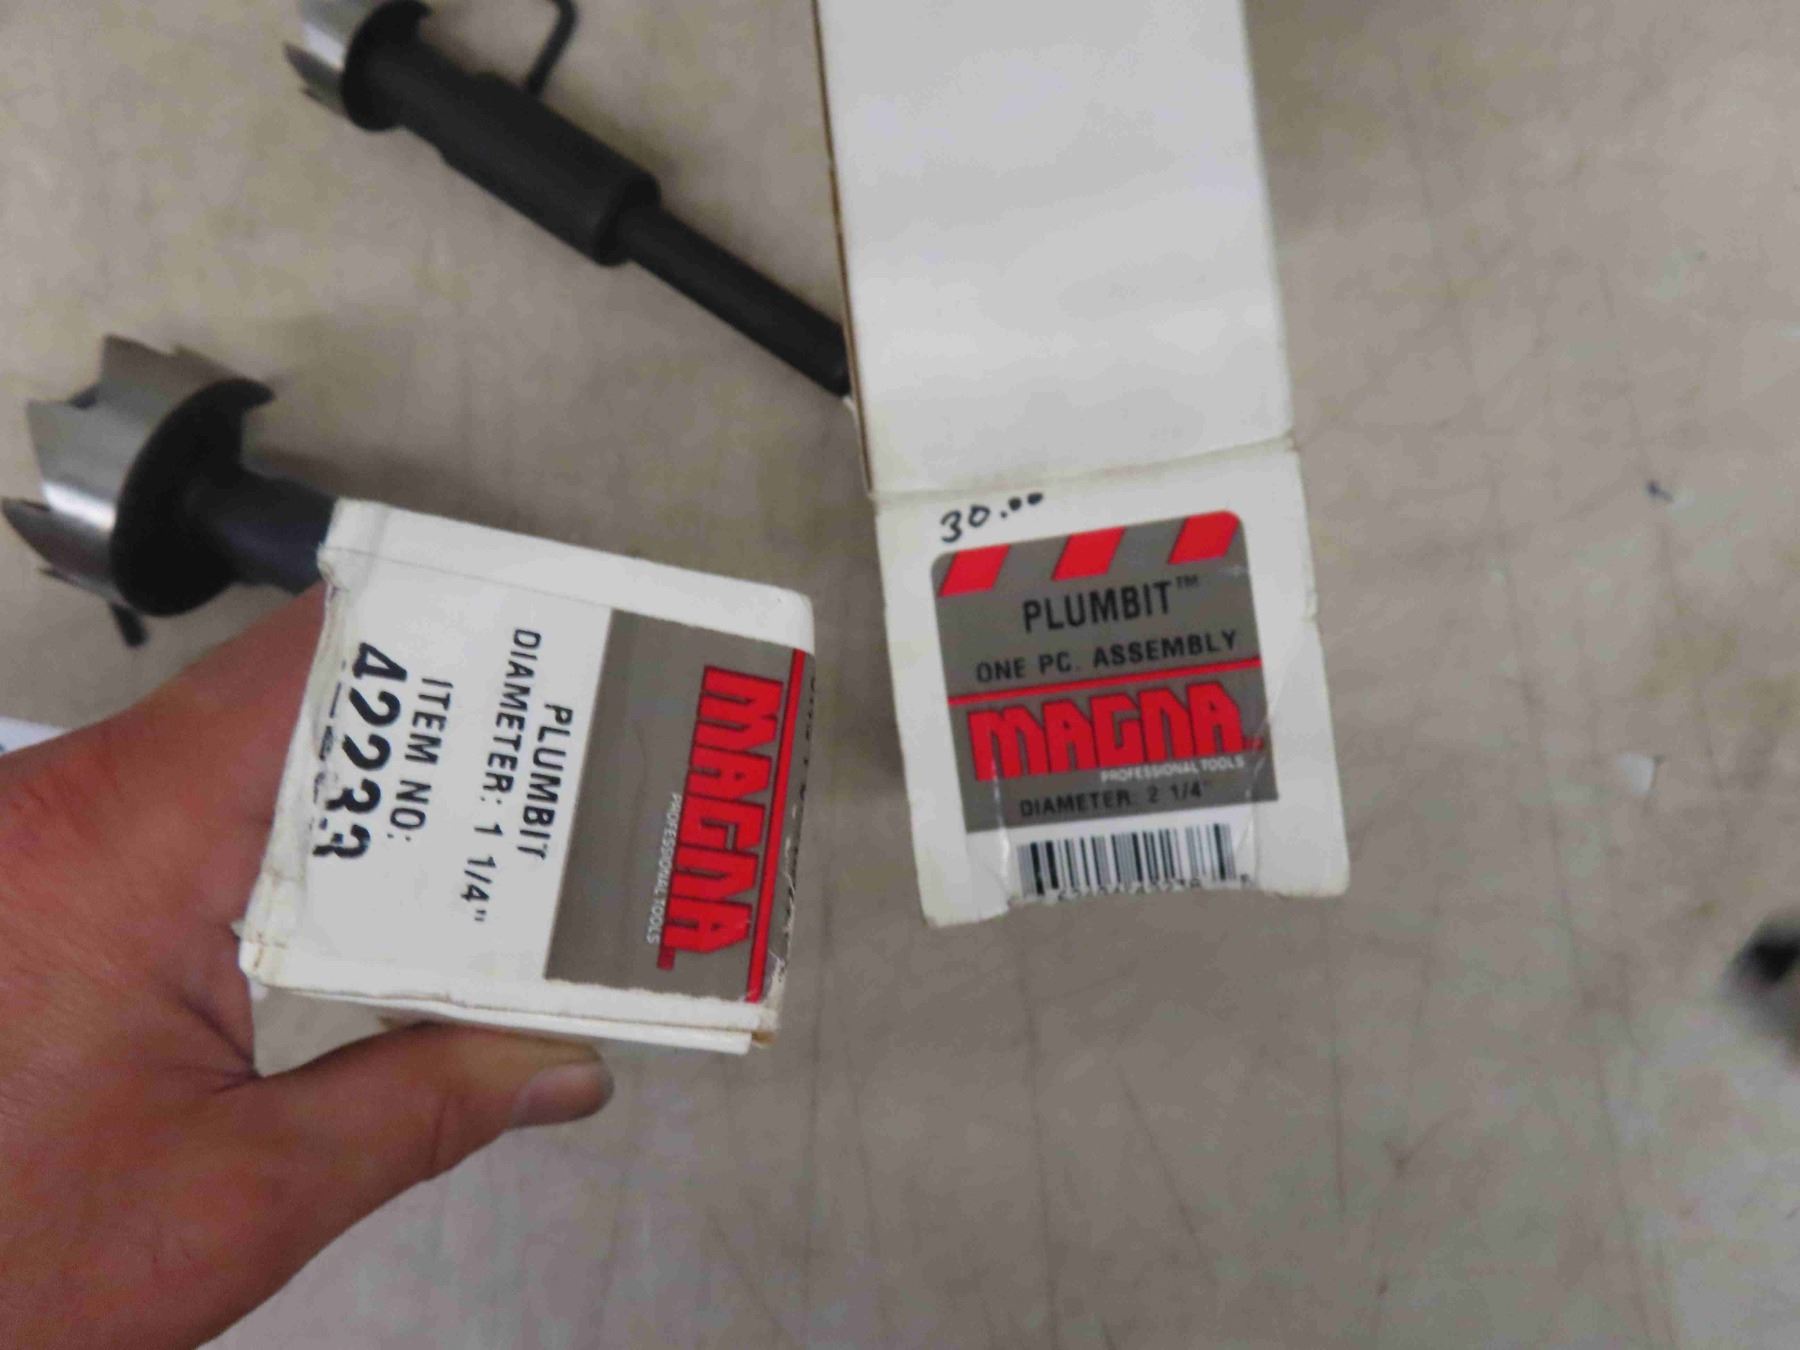 MAGNA
PROFESSIONAL TOOLS
PLUMBIT
DIAMETER: 1 1/4"
ITEM NO:
30.00
PLUMBIT™
ONE PC. ASSEMBLY
MAGNA
PROFESSIONAL TOOLS
DIAMETER: 2 1/4"